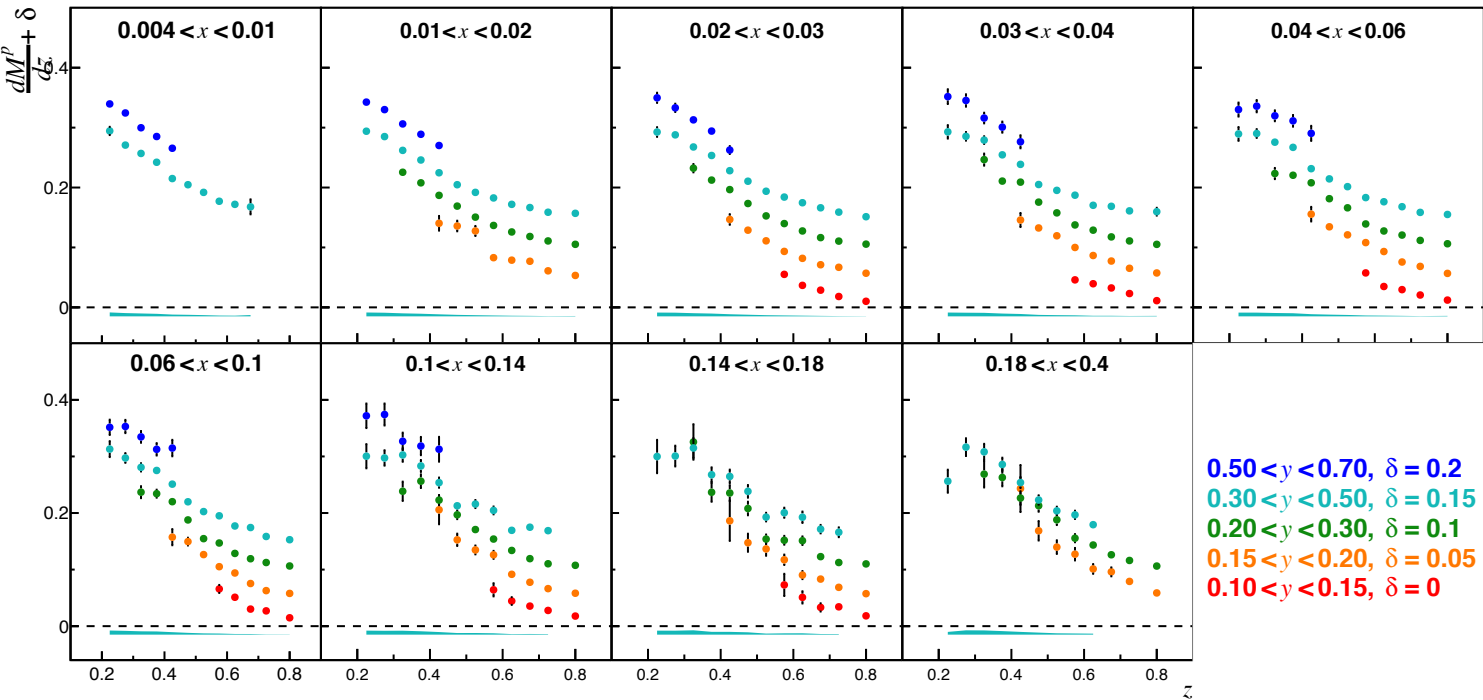 dM^p/dz + δ
0.004 < x < 0.01
0.01 < x < 0.02
0.02 < x < 0.03
0.03 < x < 0.04
0.04 < x < 0.06
0.4
0.2
0
0.06 < x < 0.1
0.1 < x < 0.14
0.14 < x < 0.18
0.18 < x < 0.4
0.4
0.2
0
0.50 < y < 0.70, δ = 0.2
0.30 < y < 0.50, δ = 0.15
0.20 < y < 0.30, δ = 0.1
0.15 < y < 0.20, δ = 0.05
0.10 < y < 0.15, δ = 0
0.2 0.4 0.6 0.8 0.2 0.4 0.6 0.8 0.2 0.4 0.6 0.8 0.2 0.4 0.6 0.8
z